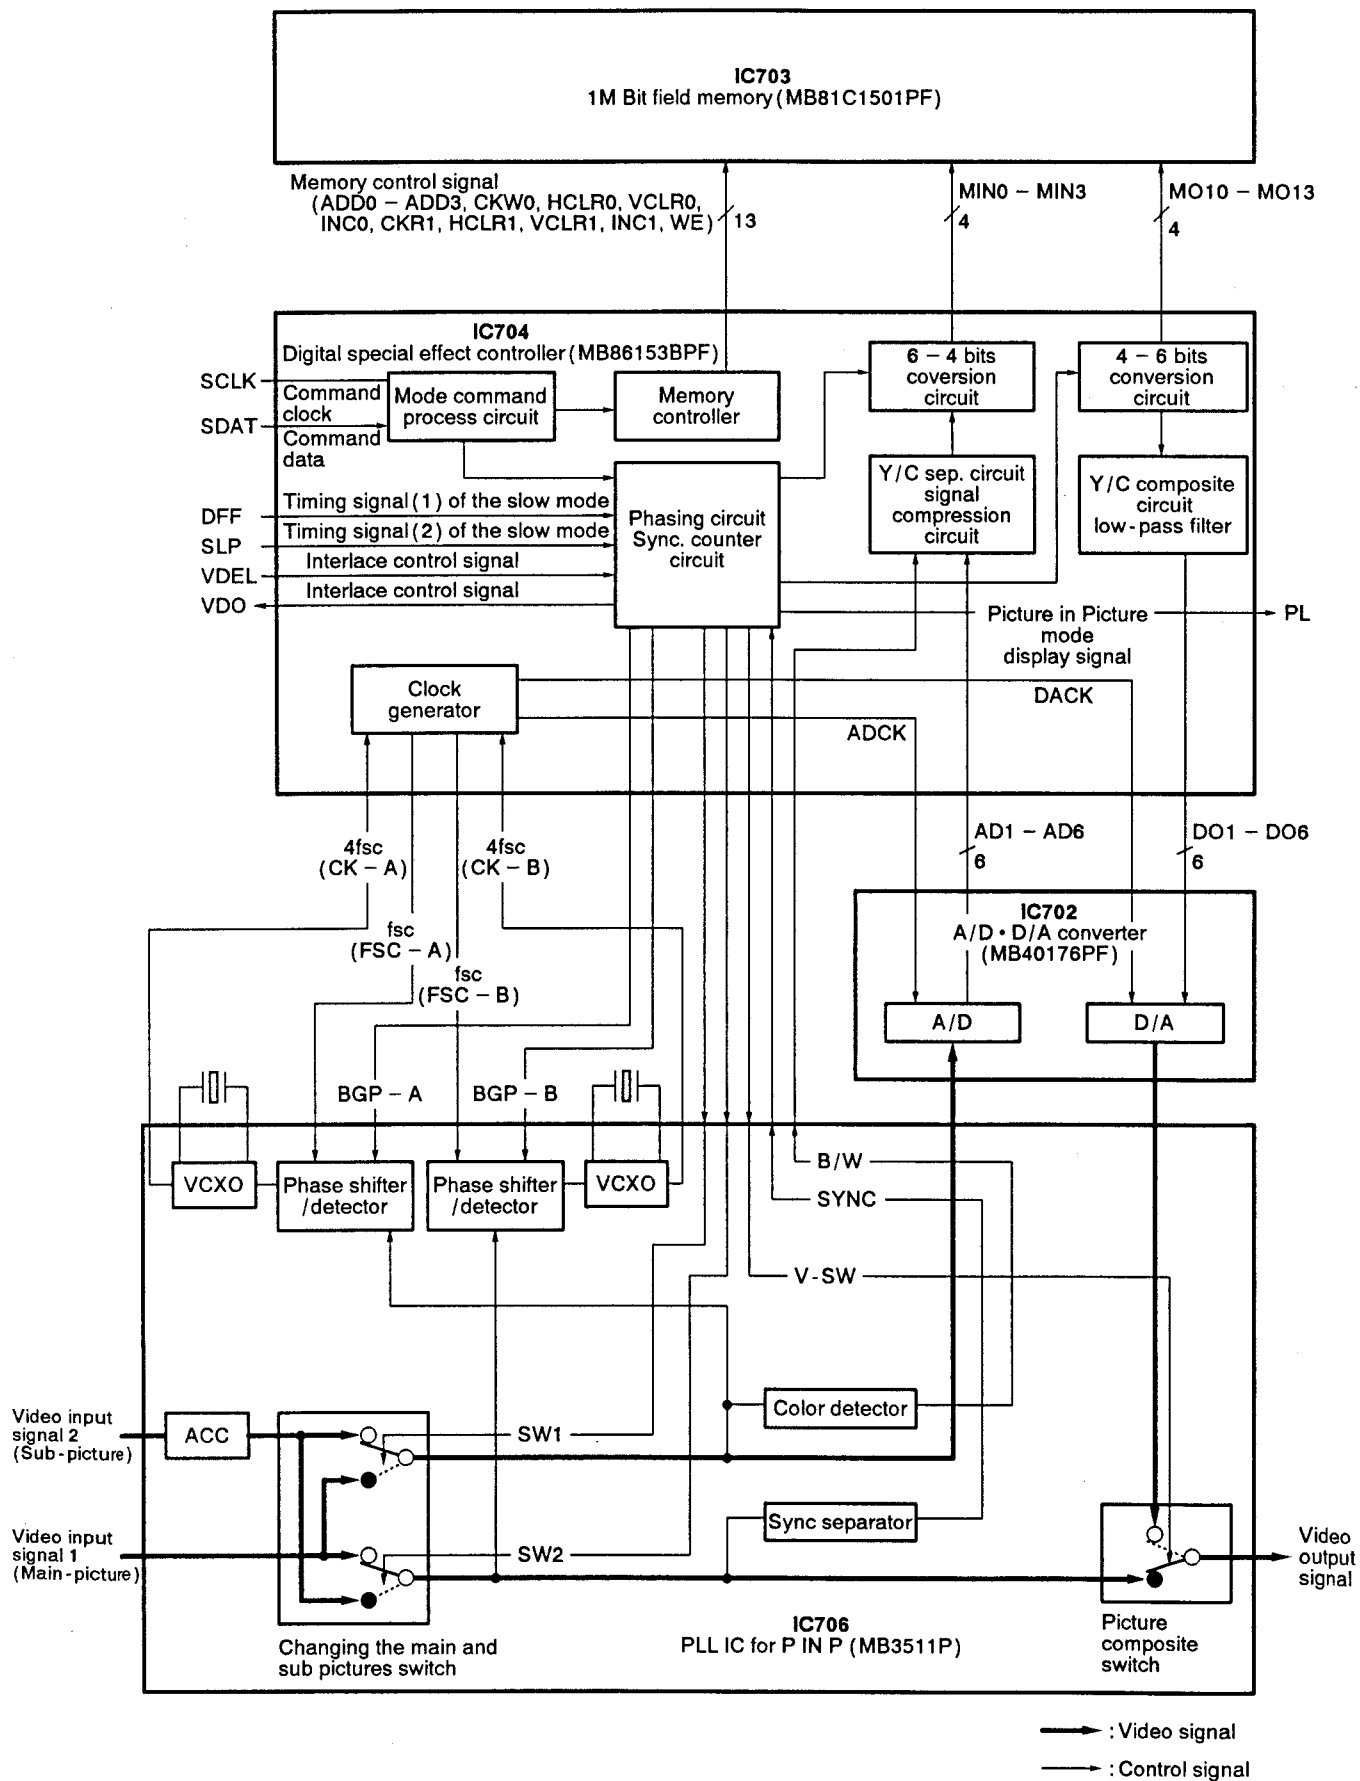 IC703
1M Bit field memory (MB81C1501PF)
Memory control signal
(ADD0 – ADD3, CKW0, HCLR0, VCLR0,
INC0, CKR1, HCLR1, VCLR1, INC1, WE)
13
MIN0 – MIN3
4
MO10 – MO13
4
IC704
Digital special effect controller (MB86153BPF)
SCLK
Command
clock
SDAT
Command
data
Mode command
process circuit
Memory
controller
6 – 4 bits
coversion
circuit
4 – 6 bits
conversion
circuit
Y/C sep. circuit
signal
compression
circuit
Y/C composite
circuit
low-pass filter
Phasing circuit
Sync. counter
circuit
DFF
Timing signal (1) of the slow mode
SLP
Timing signal (2) of the slow mode
VDEL
Interlace control signal
VDO
Interlace control signal
Picture in Picture
mode
display signal
PL
Clock
generator
DACK
ADCK
4fsc
(CK – A)
4fsc
(CK – B)
fsc
(FSC – A)
fsc
(FSC – B)
AD1 – AD6
6
DO1 – DO6
6
IC702
A/D • D/A converter
(MB40176PF)
A/D
D/A
BGP – A
BGP – B
VCXO
Phase shifter
/detector
Phase shifter
/detector
VCXO
B/W
SYNC
V-SW
Color detector
Video input
signal 2
(Sub-picture)
ACC
SW1
Sync separator
Video input
signal 1
(Main-picture)
SW2
Video
output
signal
IC706
PLL IC for P IN P (MB3511P)
Changing the main and
sub pictures switch
Picture
composite
switch
: Video signal
: Control signal